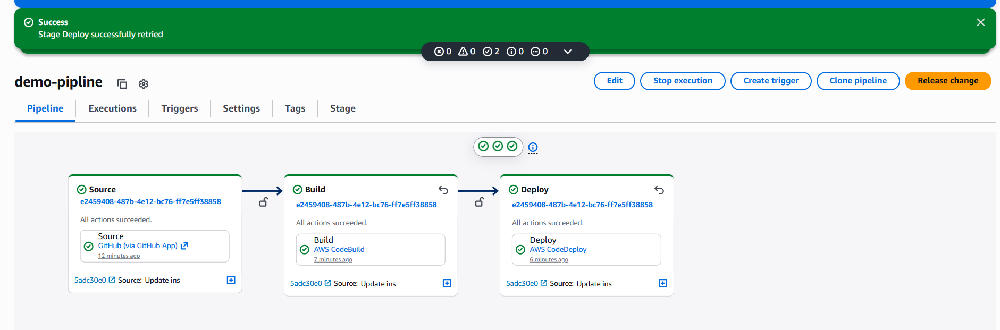 Success
Stage Deploy successfully retried
0 0 2 0 0
demo-pipline
Edit Stop execution Create trigger Clone pipeline Release change
Pipeline Executions Triggers Settings Tags Stage
Source
e2459408-487b-4e12-bc76-ff7e5ff38858
All actions succeeded.
Source
GitHub (via GitHub App)
12 minutes ago
5adc30e0 Source: Update ins
Build
e2459408-487b-4e12-bc76-ff7e5ff38858
All actions succeeded.
Build
AWS CodeBuild
7 minutes ago
5adc30e0 Source: Update ins
Deploy
e2459408-487b-4e12-bc76-ff7e5ff38858
All actions succeeded.
Deploy
AWS CodeDeploy
6 minutes ago
5adc30e0 Source: Update ins